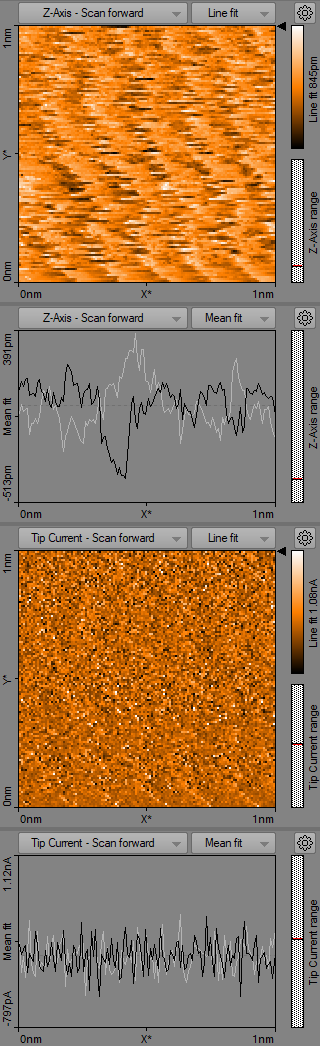 Z-Axis - Scan forward Line fit
1nm
Y*
0nm
0nm X* 1nm
Line fit 845pm
Z-Axis range
Z-Axis - Scan forward Mean fit
391pm
Mean fit
-513pm
0nm X* 1nm
Z-Axis range
Tip Current - Scan forward Line fit
1nm
Y*
0nm
0nm X* 1nm
Line fit 1.08nA
Tip Current range
Tip Current - Scan forward Mean fit
1.12nA
Mean fit
-797pA
0nm X* 1nm
Tip Current range